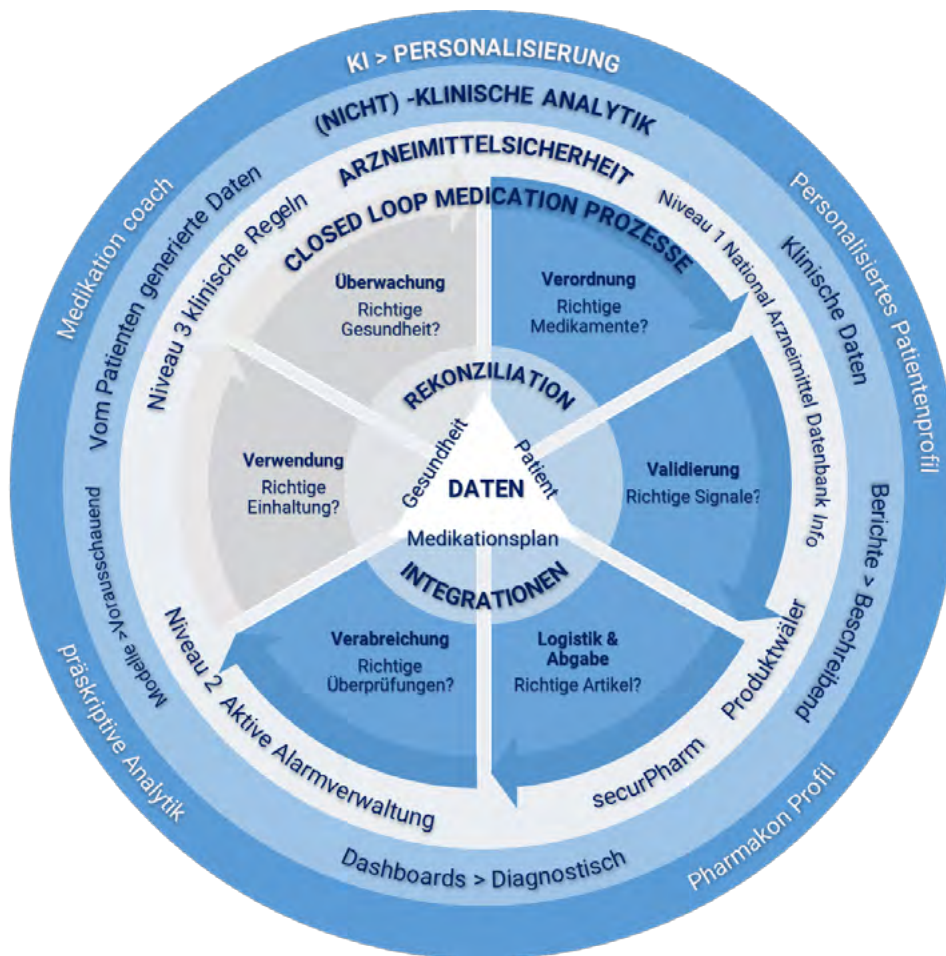 KI > PERSONALISIERUNG
Personalisiertes Patientenprofil
Pharmakon Profil
präskriptive Analytik
Medikation coach
(NICHT) -KLINISCHE ANALYTIK
Klinische Daten
Berichte > Beschreibend
Dashboards > Diagnostisch
Modelle >Vorausschauend
Vom Patienten generierte Daten
ARZNEIMITTELSICHERHEIT
Niveau 1 National Arzneimittel Datenbank Info
Produktwäler
securPharm
Niveau 2 Aktive Alarmverwaltung
Niveau 3 klinische Regeln
CLOSED LOOP MEDICATION PROZESSE
Verordnung
Richtige
Medikamente?
Validierung
Richtige Signale?
Logistik &
Abgabe
Richtige Artikel?
Verabreichung
Richtige
Überprüfungen?
Verwendung
Richtige
Einhaltung?
Überwachung
Richtige
Gesundheit?
REKONZILIATION
Gesundheit
Patient
DATEN
Medikationsplan
INTEGRATIONEN